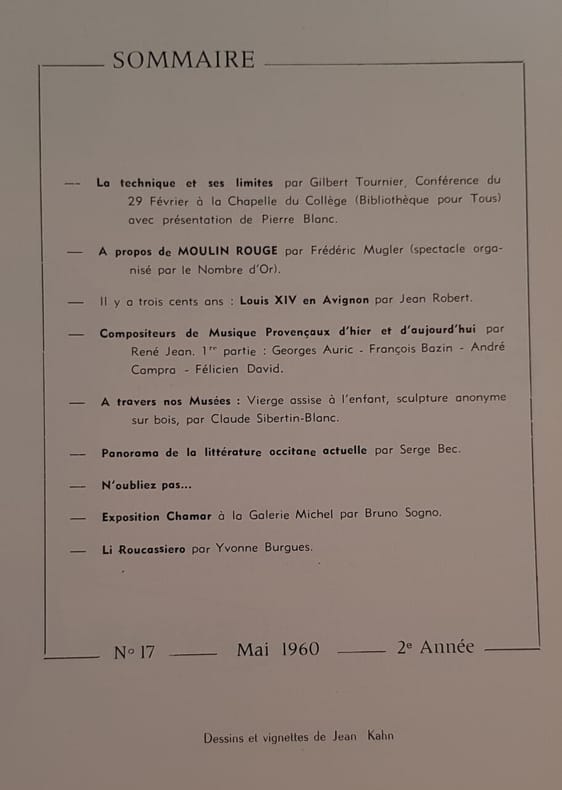 SOMMAIRE
— La technique et ses limites par Gilbert Tournier, Conférence du
29 Février à la Chapelle du Collège (Bibliothèque pour Tous)
avec présentation de Pierre Blanc.
— A propos de MOULIN ROUGE par Frédéric Mugler (spectacle orga-
nisé par le Nombre d'Or).
— Il y a trois cents ans : Louis XIV en Avignon par Jean Robert.
— Compositeurs de Musique Provençaux d'hier et d'aujourd'hui par
René Jean. 1re partie : Georges Auric - François Bazin - André
Campra - Félicien David.
— A travers nos Musées : Vierge assise à l'enfant, sculpture anonyme
sur bois, par Claude Sibertin-Blanc.
— Panorama de la littérature occitane actuelle par Serge Bec.
— N'oubliez pas...
— Exposition Chamar à la Galerie Michel par Bruno Sogno.
— Li Roucassiero par Yvonne Burgues.
No 17 — Mai 1960 — 2e Année
Dessins et vignettes de Jean Kahn